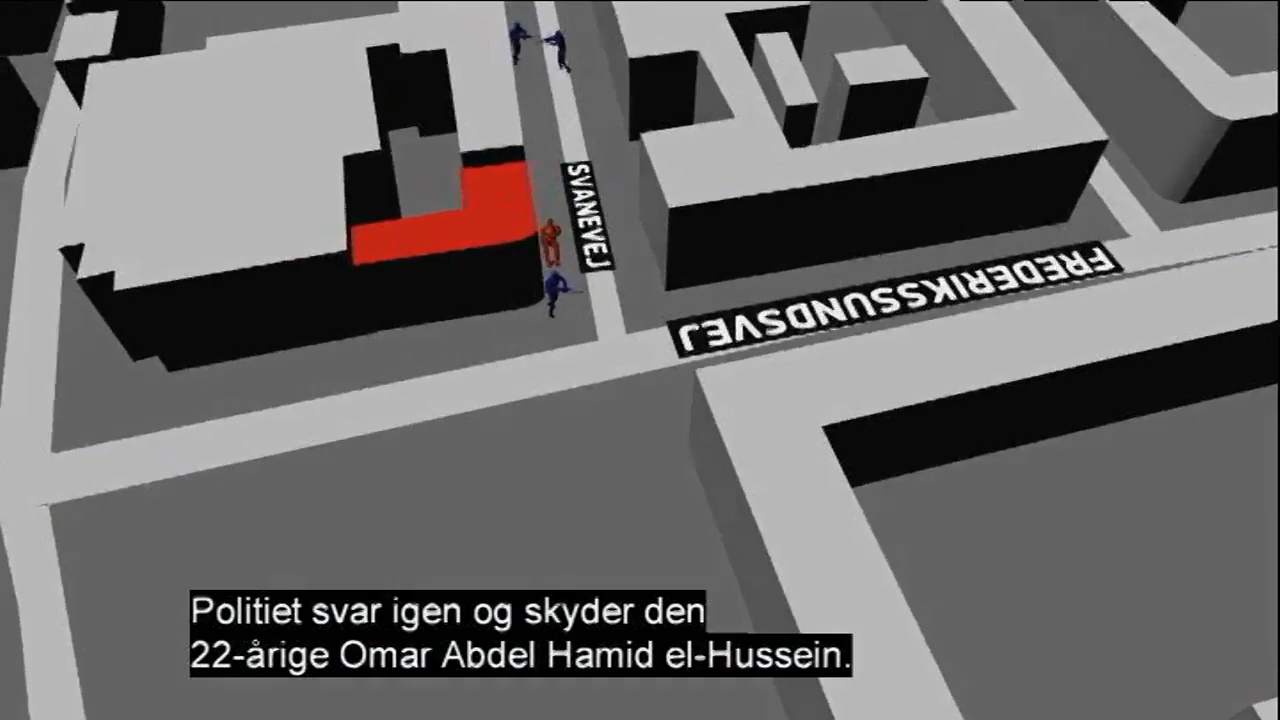 SVANEVEJ
FREDERIKSSUNDSVEJ
Politiet svar igen og skyder den
22-årige Omar Abdel Hamid el-Hussein.